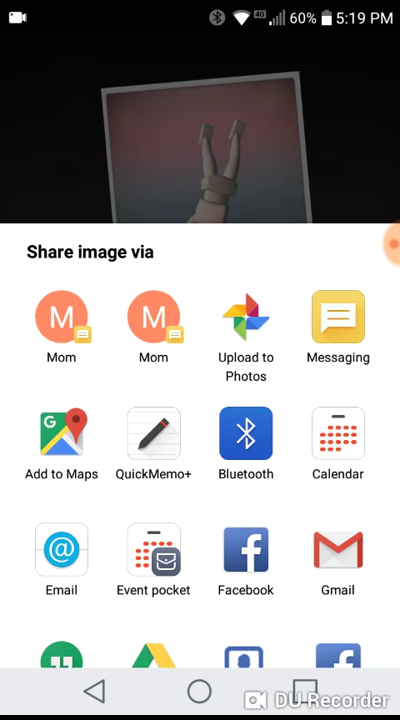 4G 60% 5:19 PM
Share image via
M M
Mom Mom Upload to Photos Messaging
G
Add to Maps QuickMemo+ Bluetooth Calendar
@ f
Email Event pocket Facebook Gmail
DU Recorder